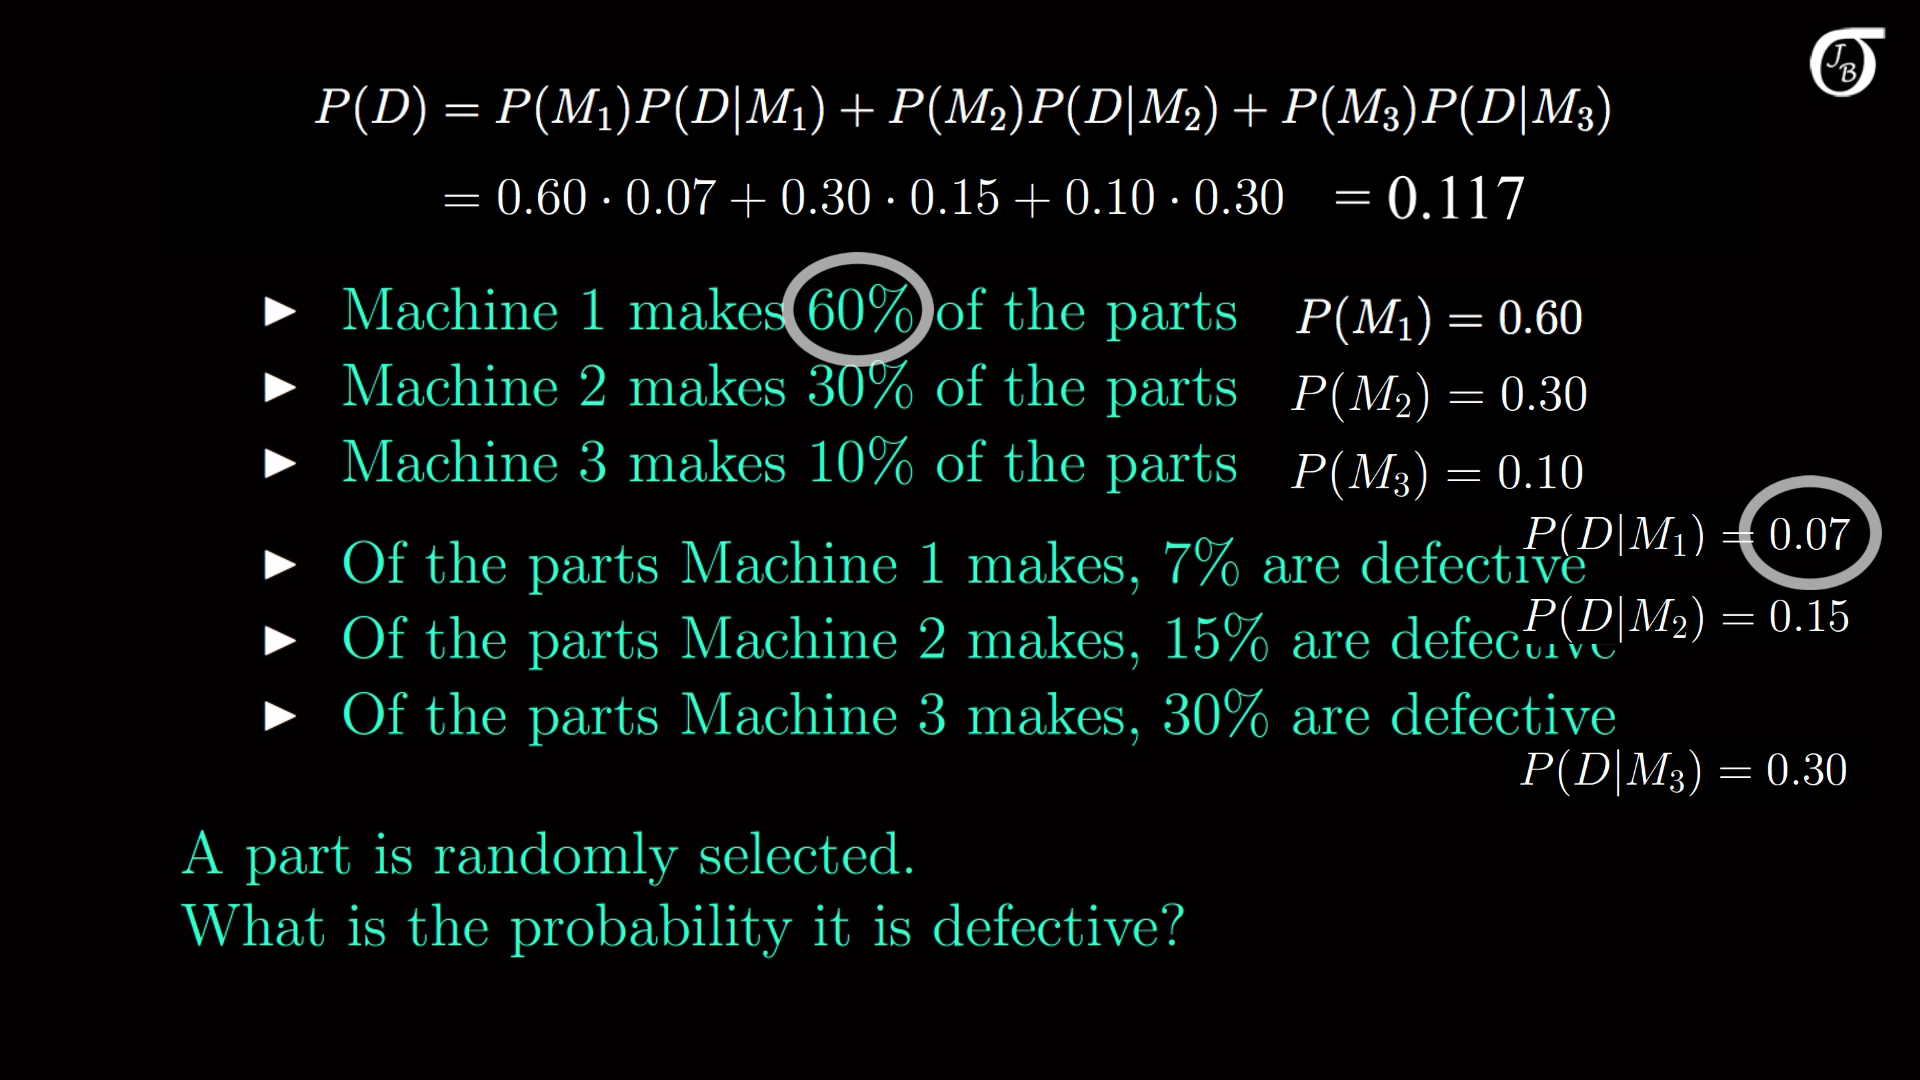 JB
P(D) = P(M₁)P(D|M₁) + P(M₂)P(D|M₂) + P(M₃)P(D|M₃)
= 0.60 · 0.07 + 0.30 · 0.15 + 0.10 · 0.30 = 0.117
► Machine 1 makes 60% of the parts P(M₁) = 0.60
► Machine 2 makes 30% of the parts P(M₂) = 0.30
► Machine 3 makes 10% of the parts P(M₃) = 0.10
P(D|M₁) = 0.07
► Of the parts Machine 1 makes, 7% are defective
P(D|M₂) = 0.15
► Of the parts Machine 2 makes, 15% are defective
► Of the parts Machine 3 makes, 30% are defective
P(D|M₃) = 0.30
A part is randomly selected.
What is the probability it is defective?